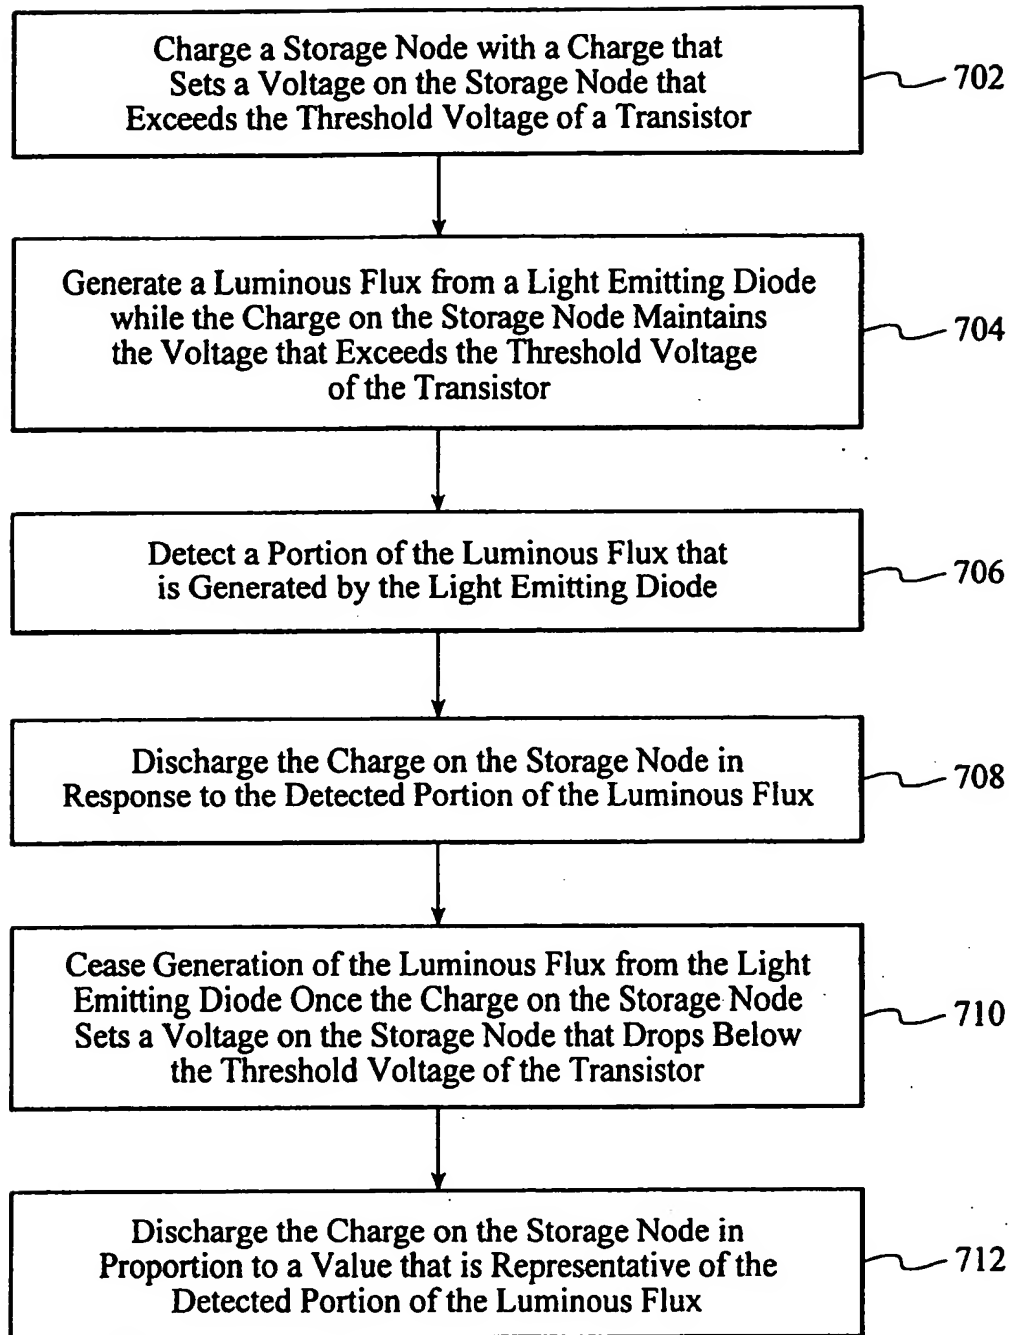 Charge a Storage Node with a Charge that
Sets a Voltage on the Storage Node that
Exceeds the Threshold Voltage of a Transistor
702
Generate a Luminous Flux from a Light Emitting Diode
while the Charge on the Storage Node Maintains
the Voltage that Exceeds the Threshold Voltage
of the Transistor
704
Detect a Portion of the Luminous Flux that
is Generated by the Light Emitting Diode
706
Discharge the Charge on the Storage Node in
Response to the Detected Portion of the Luminous Flux
708
Cease Generation of the Luminous Flux from the Light
Emitting Diode Once the Charge on the Storage Node
Sets a Voltage on the Storage Node that Drops Below
the Threshold Voltage of the Transistor
710
Discharge the Charge on the Storage Node in
Proportion to a Value that is Representative of the
Detected Portion of the Luminous Flux
712